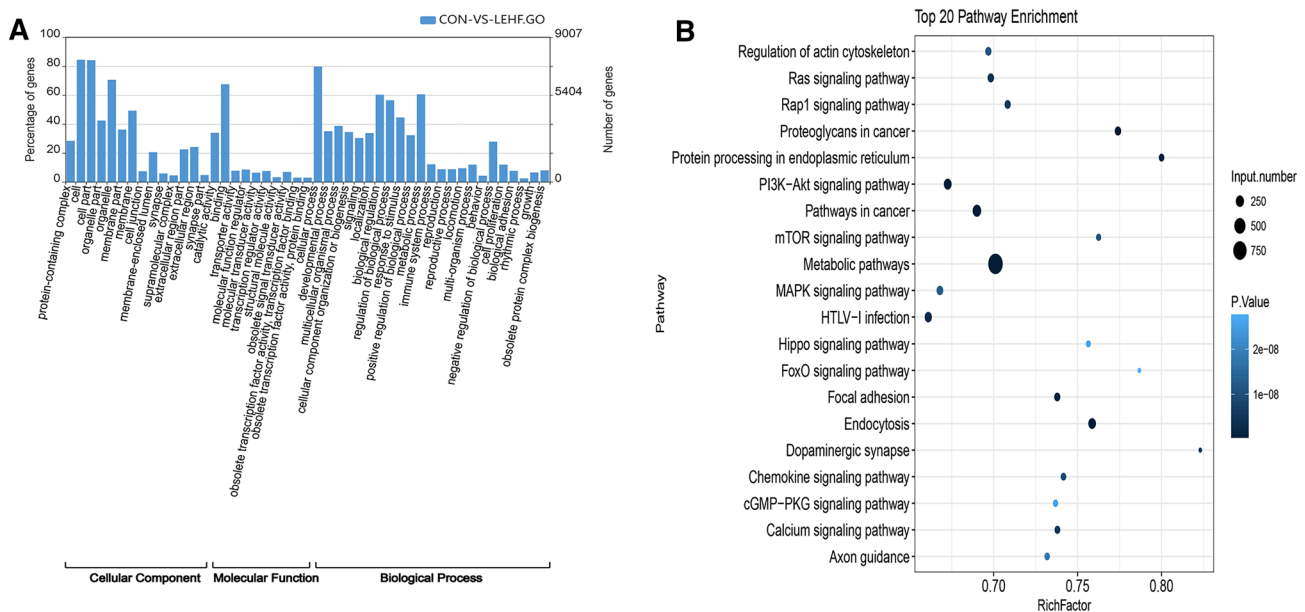 A
CON-VS-LEHF.GO
Percentage of genes
100
80
60
40
20
0
9007
5404
0
Number of genes
protein-containing complex
cell
cell part
organelle part
organelle
membrane part
membrane
cell junction
membrane-enclosed lumen
synapse
supramolecular complex
extracellular region part
extracellular region
synapse part
catalytic activity
binding
transporter activity
molecular function regulator
molecular transducer activity
transcription regulator activity
structural molecule activity
obsolete signal transducer activity
obsolete transcription factor activity, transcription factor binding
obsolete transcription factor activity, protein binding
cellular process
developmental process
multicellular organismal process
cellular component organization or biogenesis
signaling
localization
biological regulation
regulation of biological process
response to stimulus
positive regulation of biological process
metabolic process
immune system process
reproduction
reproductive process
locomotion
multi-organism process
behavior
negative regulation of biological process
cell proliferation
biological adhesion
rhythmic process
growth
obsolete protein complex biogenesis
Cellular Component
Molecular Function
Biological Process
B
Top 20 Pathway Enrichment
Pathway
Regulation of actin cytoskeleton
Ras signaling pathway
Rap1 signaling pathway
Proteoglycans in cancer
Protein processing in endoplasmic reticulum
PI3K−Akt signaling pathway
Pathways in cancer
mTOR signaling pathway
Metabolic pathways
MAPK signaling pathway
HTLV−I infection
Hippo signaling pathway
FoxO signaling pathway
Focal adhesion
Endocytosis
Dopaminergic synapse
Chemokine signaling pathway
cGMP−PKG signaling pathway
Calcium signaling pathway
Axon guidance
0.70
0.75
0.80
RichFactor
Input.number
250
500
750
P.Value
2e−08
1e−08